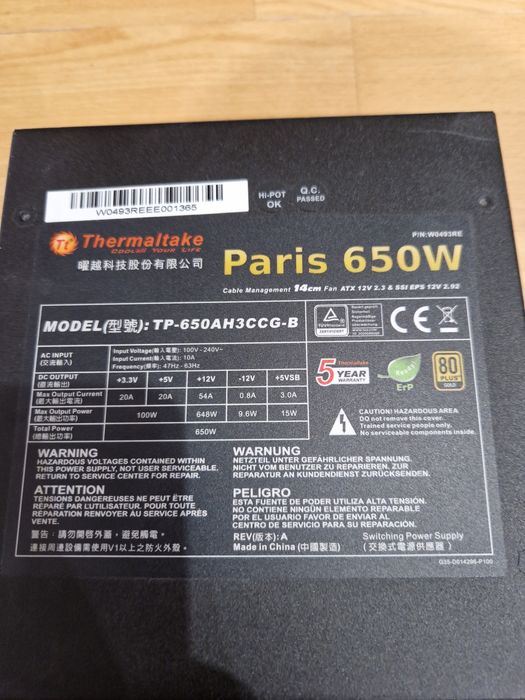 W0493REEE001365
HI-POT
OK
Q.C.
PASSED
P/N:W0493RE
Tt Thermaltake
COOL ALL YOUR LIFE
曜越科技股份有限公司
Paris 650W
Cable Management 14cm Fan ATX 12V 2.3 & SSI EPS 12V 2.92
MODEL(型號): TP-650AH3CCG-B
AC INPUT
(交流輸入)
Input Voltage(輸入電壓): 100V - 240V~
Input Current(輸入電流): 10A
Frequency(頻率): 47Hz - 63Hz
DC OUTPUT
(直流輸出)
+3.3V +5V +12V -12V +5VSB
Max Output Current
(最大輸出電流)
20A 20A 54A 0.8A 3.0A
Max Output Power
(最大輸出功率)
100W 648W 9.6W 15W
Total Power
(總輸出功率)
650W
TÜVRheinland
CE
Thermaltake
5 YEAR
WARRANTY
Ready!
ErP
80 PLUS
GOLD
CAUTION! HAZARDOUS AREA
DO not remove this cover.
Trained service people only.
No serviceable components inside.
WARNING
HAZARDOUS VOLTAGES CONTAINED WITHIN
THIS POWER SUPPLY, NOT USER SERVICEABLE.
RETURN TO SERVICE CENTER FOR REPAIR.
WARNUNG
NETZTEIL UNTER GEFÄHRLICHER SPANNUNG.
NICHT VOM BENUTZER ZU REPARIEREN. ZUR
REPARATUR AN KUNDENDIENST ZURÜCKSENDEN.
ATTENTION
TENSIONS DANGEREUSES NE PEUT ÊTRE
RÉPARÉ PAR L'UTILISATEUR. POUR TOUTE
RÉPARATION RENVOYER AU SERVICE APRÈS
VENTE.
PELIGRO
ESTA FUENTE DE PODER UTILIZA ALTA TENSIÓN.
NO CONTIENE NINGÚN ELEMENTO REPARABLE
POR EL USUARIO FAVOR DE ENVIAR AL
CENTRO DE SERVICIO PARA SU REPARACIÓN.
警告：請勿開啓外蓋，避免觸電。
連接周邊設備需使用V1以上之防火外殼。
REV(版本): A
Made in China (中國製造)
Switching Power Supply
(交換式電源供應器)
G35-D014296-P100